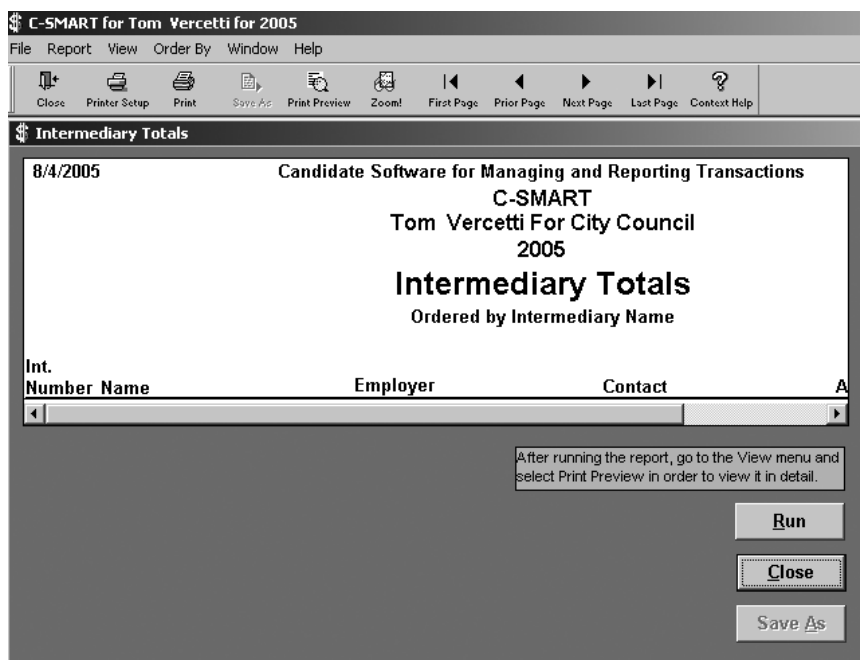 C-SMART for Tom Vercetti for 2005
File Report View Order By Window Help
Close Printer Setup Print Save As Print Preview Zoom! First Page Prior Page Next Page Last Page Context Help
Intermediary Totals
8/4/2005 Candidate Software for Managing and Reporting Transactions
C-SMART
Tom Vercetti For City Council
2005
Intermediary Totals
Ordered by Intermediary Name
Int.
Number Name Employer Contact A
After running the report, go to the View menu and
select Print Preview in order to view it in detail.
Run
Close
Save As